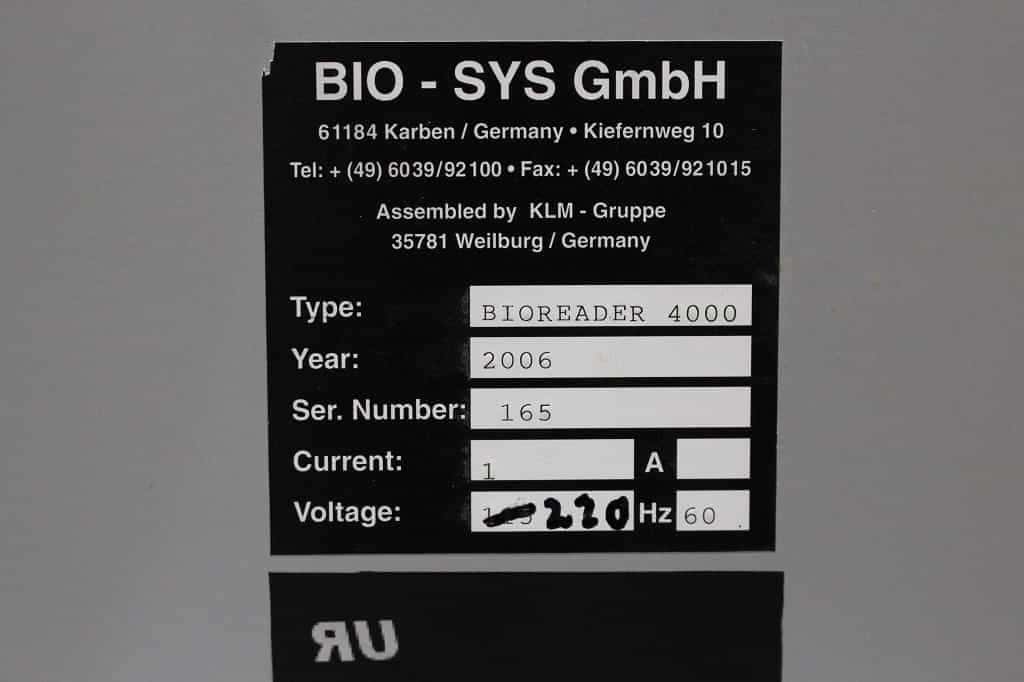 BIO - SYS GmbH
61184 Karben / Germany • Kiefernweg 10
Tel: + (49) 6039/92100 • Fax: + (49) 6039/921015
Assembled by KLM - Gruppe
35781 Weilburg / Germany
Type: BIOREADER 4000
Year: 2006
Ser. Number: 165
Current: 1 A
Voltage: 220 Hz 60